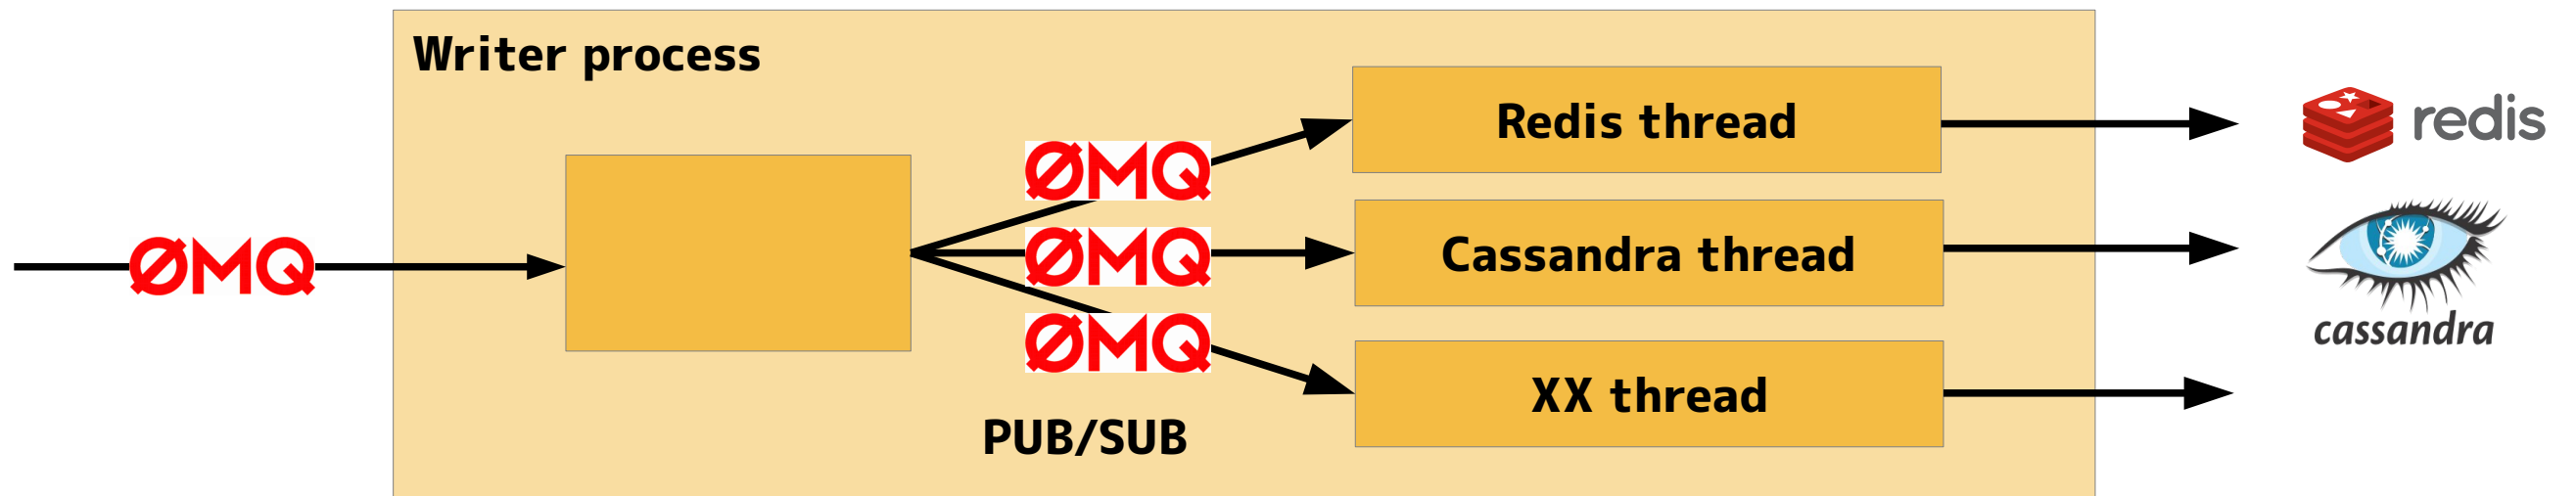 Writer process
ØMQ
ØMQ
ØMQ
ØMQ
PUB/SUB
Redis thread
Cassandra thread
XX thread
redis
cassandra